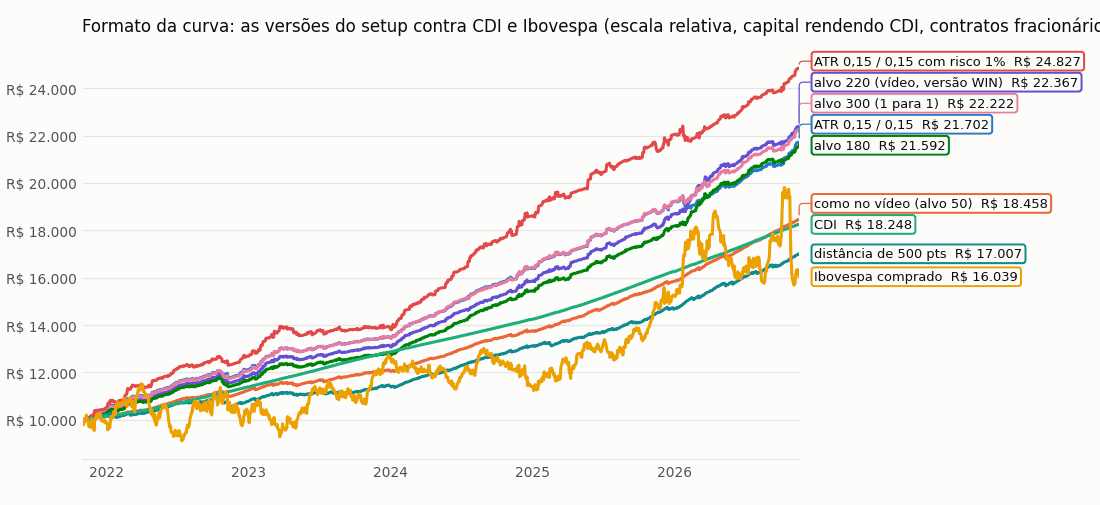 Formato da curva: as versões do setup contra CDI e Ibovespa (escala relativa, capital rendendo CDI, contratos fracionário
R$ 24.000
R$ 22.000
R$ 20.000
R$ 18.000
R$ 16.000
R$ 14.000
R$ 12.000
R$ 10.000
ATR 0,15 / 0,15 com risco 1% R$ 24.827
alvo 220 (vídeo, versão WIN) R$ 22.367
alvo 300 (1 para 1) R$ 22.222
ATR 0,15 / 0,15 R$ 21.702
alvo 180 R$ 21.592
como no vídeo (alvo 50) R$ 18.458
CDI R$ 18.248
distância de 500 pts R$ 17.007
Ibovespa comprado R$ 16.039
2022 2023 2024 2025 2026